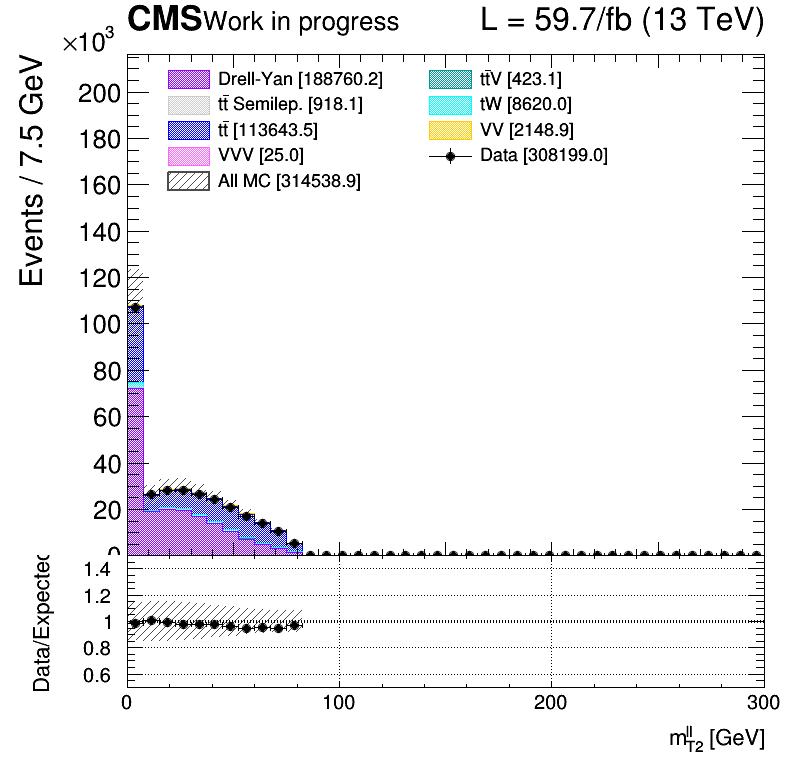 CMS Work in progress L = 59.7/fb (13 TeV)
×10³
Events / 7.5 GeV
Drell-Yan [188760.2]
tt̄ Semilep. [918.1]
tt̄ [113643.5]
VVV [25.0]
All MC [314538.9]
tt̄V [423.1]
tW [8620.0]
VV [2148.9]
Data [308199.0]
200
180
160
140
120
100
80
60
40
20
0
Data/Expected
1.4
1.2
1
0.8
0.6
0 100 200 300
m_T2^ll [GeV]